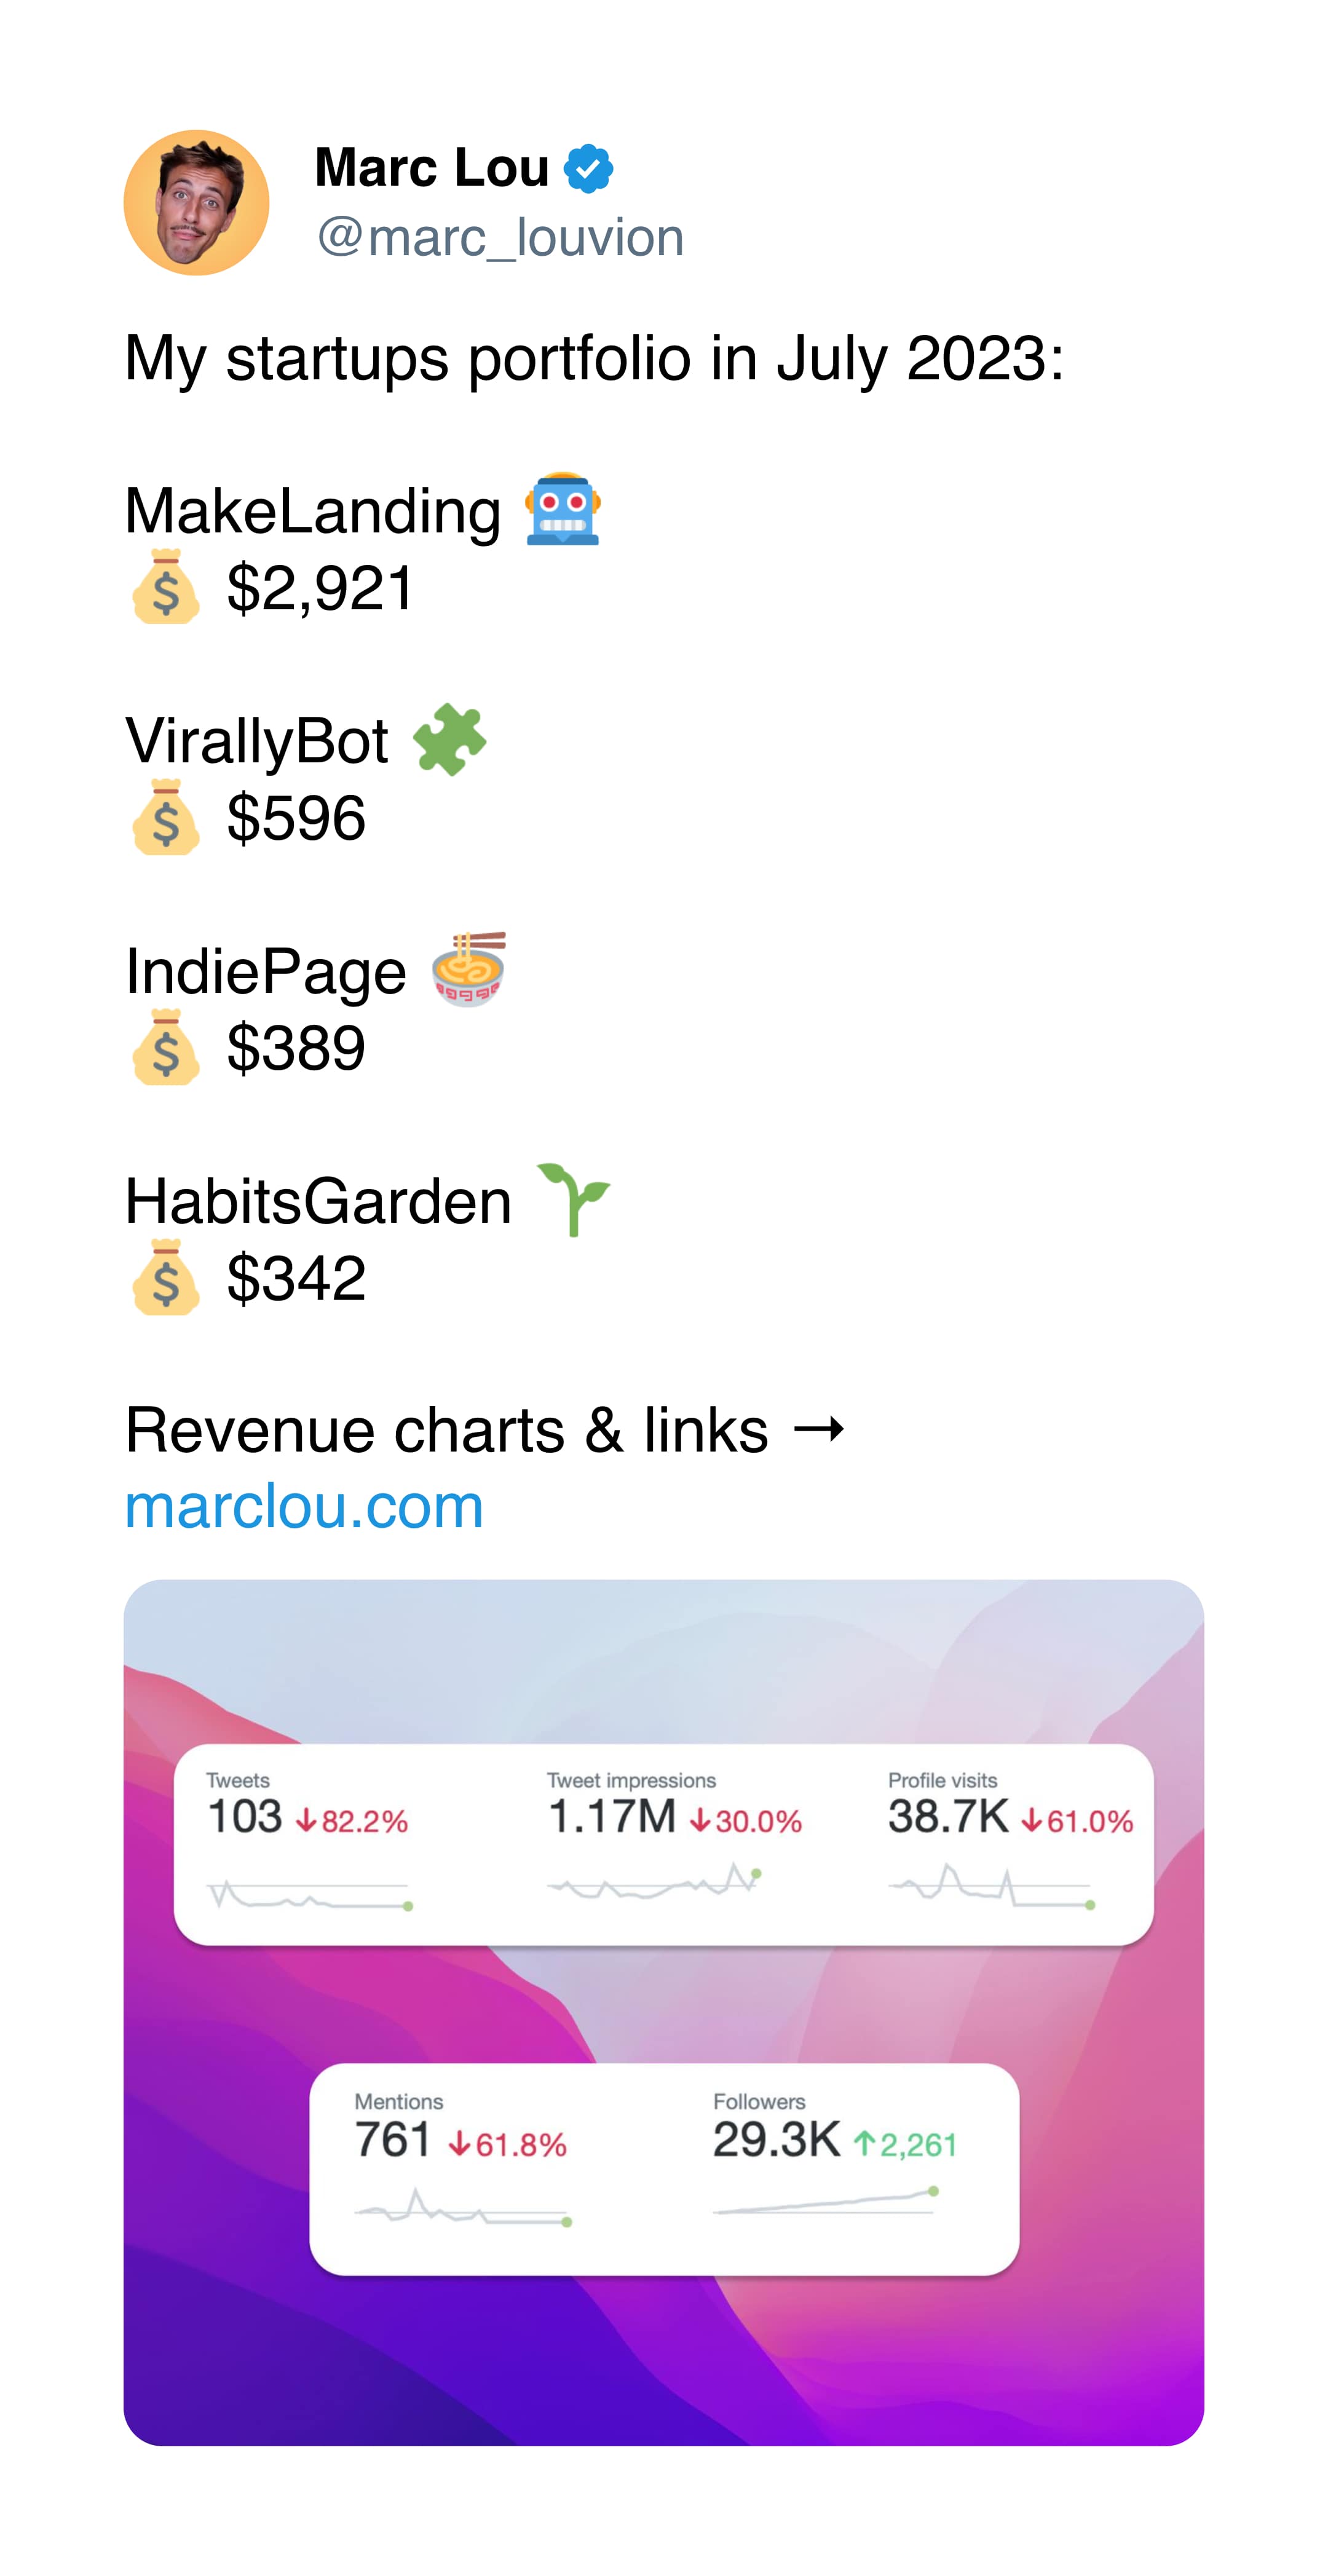 Marc Lou
@marc_louvion
My startups portfolio in July 2023:
MakeLanding 🤖
💰 $2,921
VirallyBot 🧩
💰 $596
IndiePage 🍜
💰 $389
HabitsGarden 🌱
💰 $342
Revenue charts & links →
marclou.com
Tweets Tweet impressions Profile visits
103 ↓82.2% 1.17M ↓30.0% 38.7K ↓61.0%
Mentions Followers
761 ↓61.8% 29.3K ↑2,261